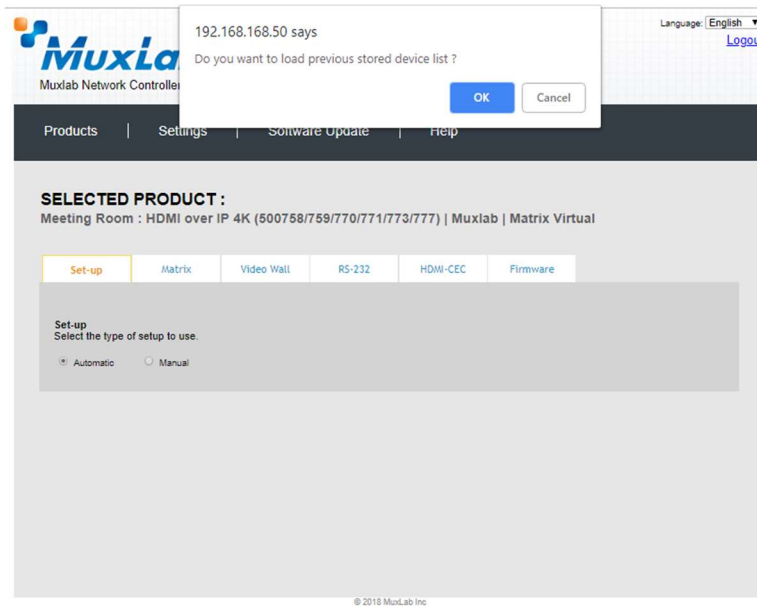 192.168.168.50 says
Do you want to load previous stored device list ?
OK Cancel
Language: English
Logou
MuxLa
Muxlab Network Controller
Products | Settings | Software Update | Help
SELECTED PRODUCT :
Meeting Room : HDMI over IP 4K (500758/759/770/771/773/777) | Muxlab | Matrix Virtual
Set-up Matrix Video Wall RS-232 HDMI-CEC Firmware
Set-up
Select the type of setup to use.
Automatic Manual
© 2018 MuxLab Inc